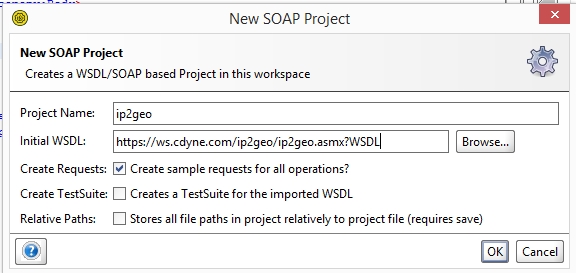 New SOAP Project
New SOAP Project
Creates a WSDL/SOAP based Project in this workspace
Project Name: ip2geo
Initial WSDL: https://ws.cdyne.com/ip2geo/ip2geo.asmx?WSDL Browse...
Create Requests: Create sample requests for all operations?
Create TestSuite: Creates a TestSuite for the imported WSDL
Relative Paths: Stores all file paths in project relatively to project file (requires save)
? OK Cancel